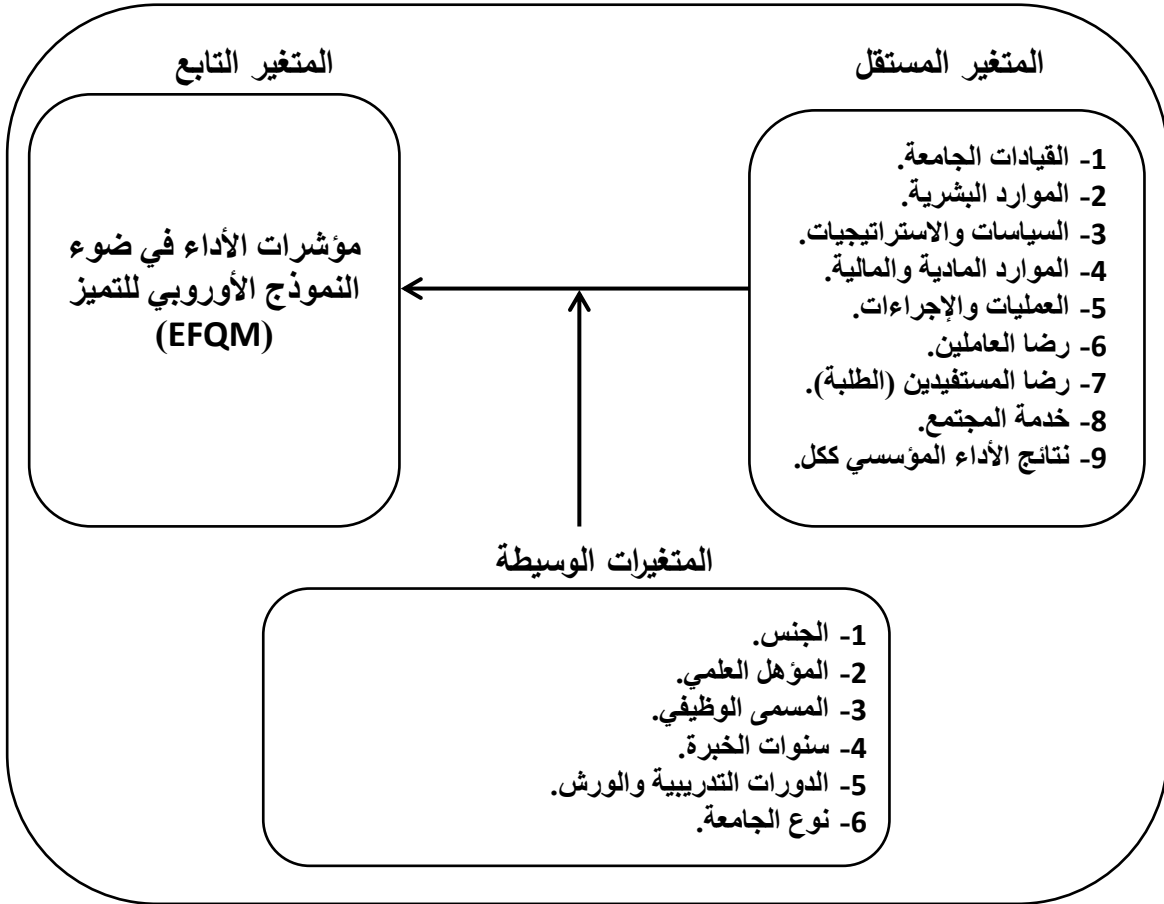 المتغير المستقل
1- القيادات الجامعة.
2- الموارد البشرية.
3- السياسات والاستراتيجيات.
4- الموارد المادية والمالية.
5- العمليات والإجراءات.
6- رضا العاملين.
7- رضا المستفيدين (الطلبة).
8- خدمة المجتمع.
9- نتائج الأداء المؤسسي ككل.
المتغير التابع
مؤشرات الأداء في ضوء
النموذج الأوروبي للتميز
(EFQM)
المتغيرات الوسيطة
1- الجنس.
2- المؤهل العلمي.
3- المسمى الوظيفي.
4- سنوات الخبرة.
5- الدورات التدريبية والورش.
6- نوع الجامعة.